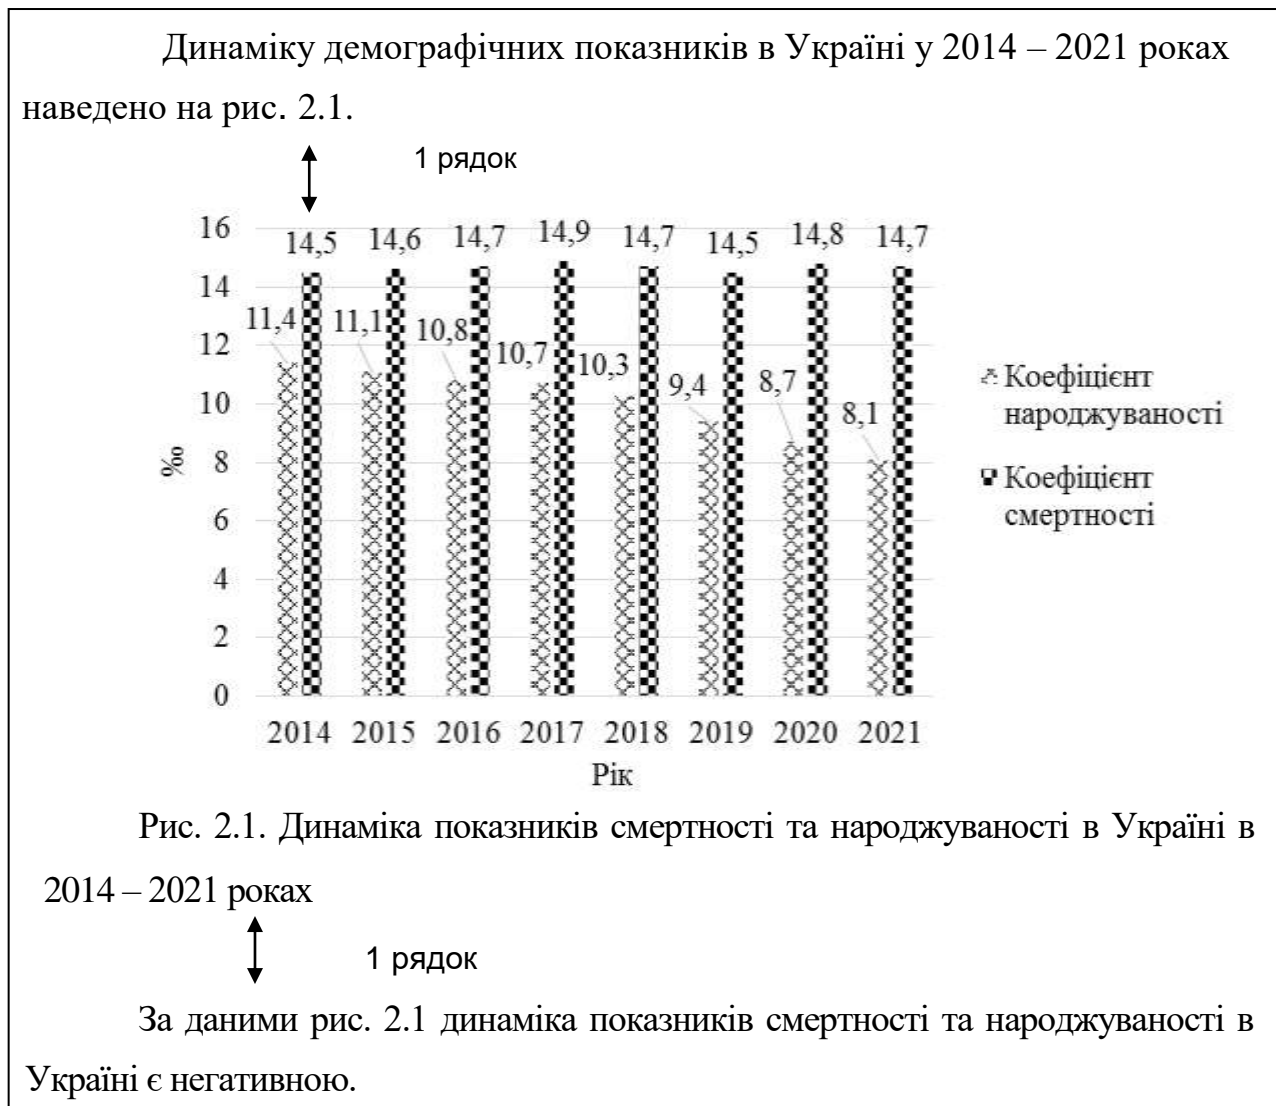 Динаміку демографічних показників в Україні у 2014 – 2021 роках
наведено на рис. 2.1.
1 рядок
16
14,5 14,6 14,7 14,9 14,7 14,5 14,8 14,7
14
11,4 11,1 10,8 10,7 10,3 9,4 8,7 8,1
12
10
8
6
4
2
0
‰
Коефіцієнт
народжуваності
Коефіцієнт
смертності
2014 2015 2016 2017 2018 2019 2020 2021
Рік
Рис. 2.1. Динаміка показників смертності та народжуваності в Україні в
2014 – 2021 роках
1 рядок
За даними рис. 2.1 динаміка показників смертності та народжуваності в
Україні є негативною.